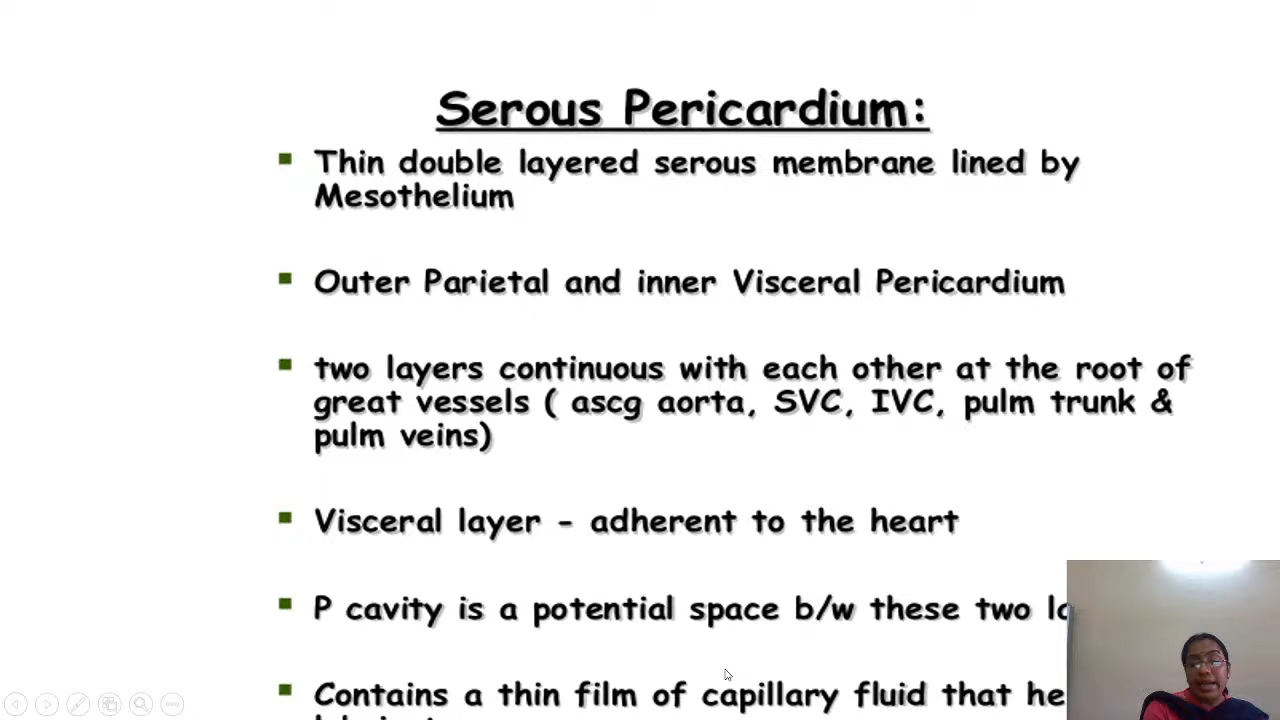 Serous Pericardium:
▪ Thin double layered serous membrane lined by
Mesothelium
▪ Outer Parietal and inner Visceral Pericardium
▪ two layers continuous with each other at the root of
great vessels ( ascg aorta, SVC, IVC, pulm trunk &
pulm veins)
▪ Visceral layer - adherent to the heart
▪ P cavity is a potential space b/w these two
▪ Contains a thin film of capillary fluid that